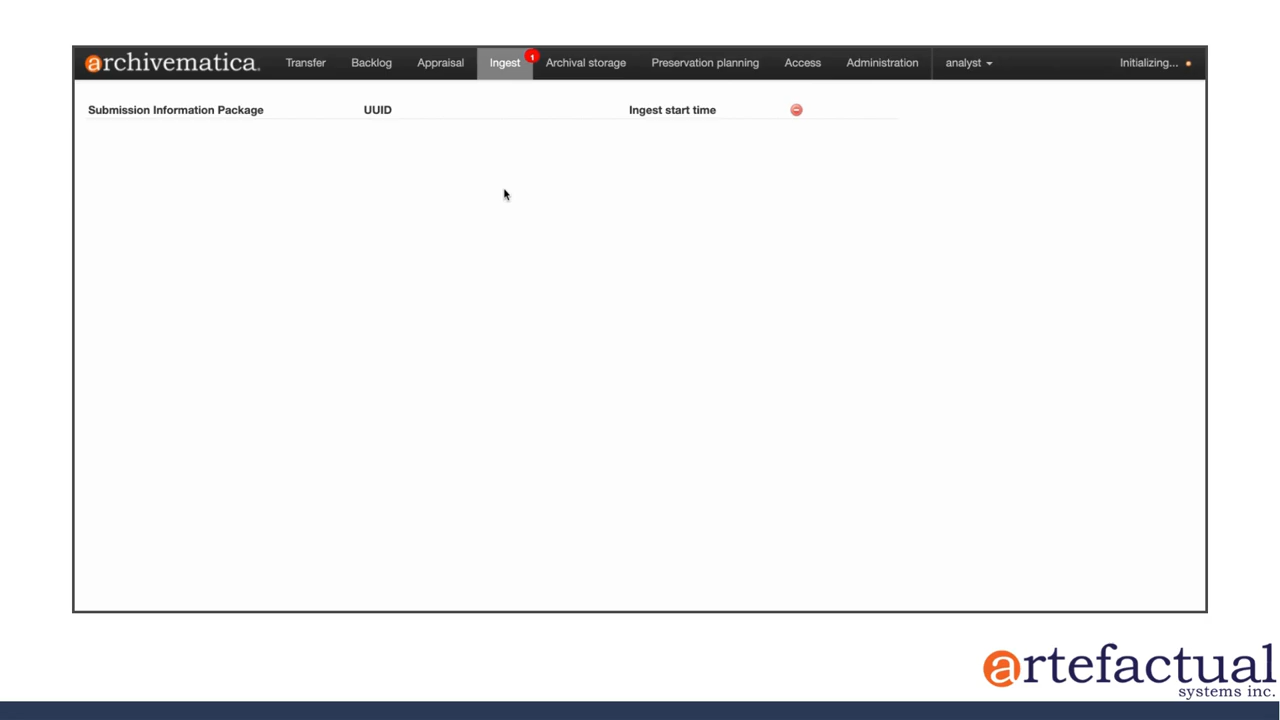 archivematica. Transfer Backlog Appraisal Ingest 1 Archival storage Preservation planning Access Administration analyst Initializing...
Submission Information Package UUID Ingest start time
artefactual
systems inc.